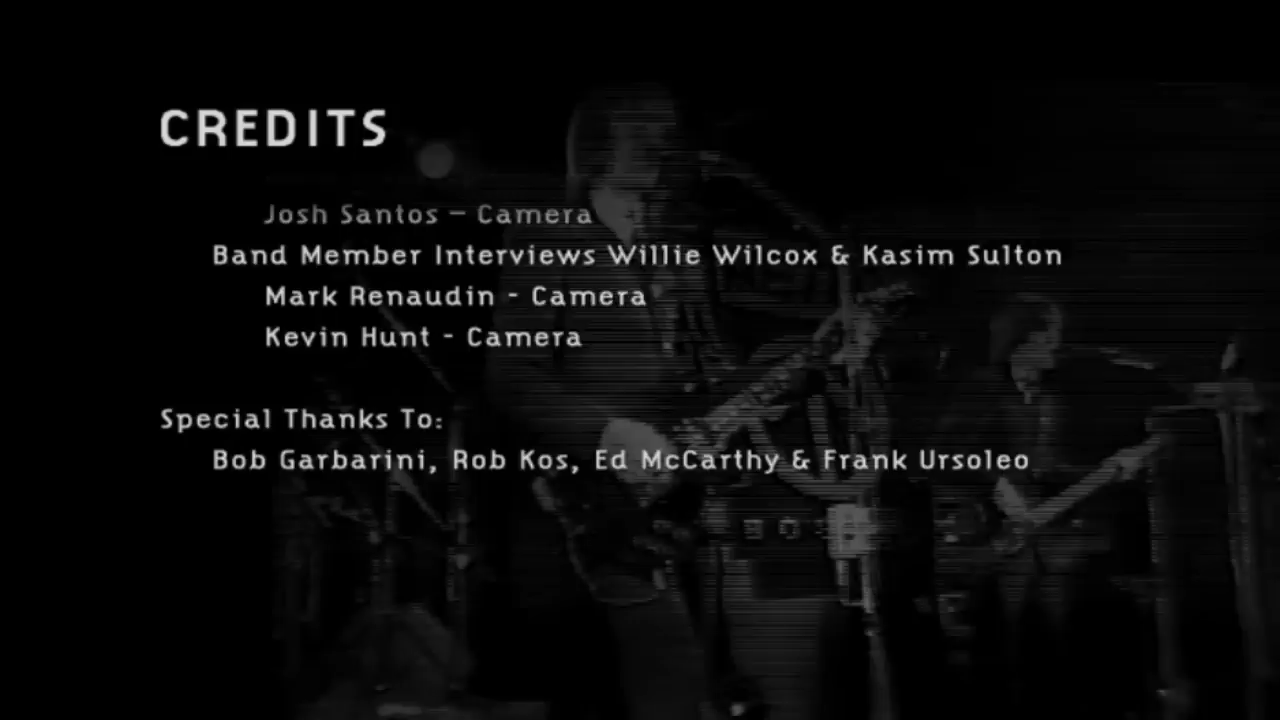 CREDITS
Josh Santos – Camera
Band Member Interviews Willie Wilcox & Kasim Sulton
Mark Renaudin - Camera
Kevin Hunt - Camera
Special Thanks To:
Bob Garbarini, Rob Kos, Ed McCarthy & Frank Ursoleo